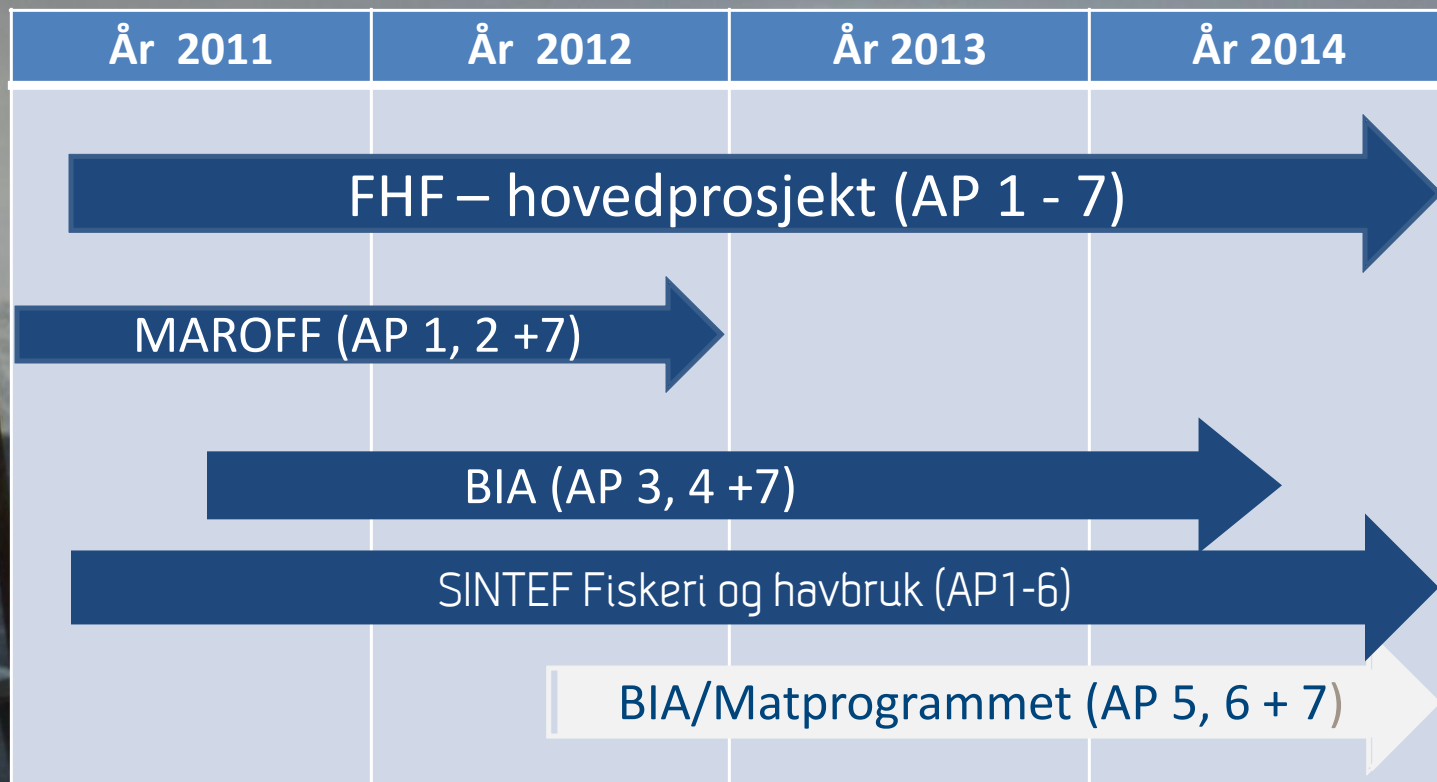 År 2011
År 2012
År 2013
År 2014
FHF – hovedprosjekt (AP 1 - 7)
MAROFF (AP 1, 2 +7)
BIA (AP 3, 4 +7)
SINTEF Fiskeri og havbruk (AP1-6)
BIA/Matprogrammet (AP 5, 6 + 7)